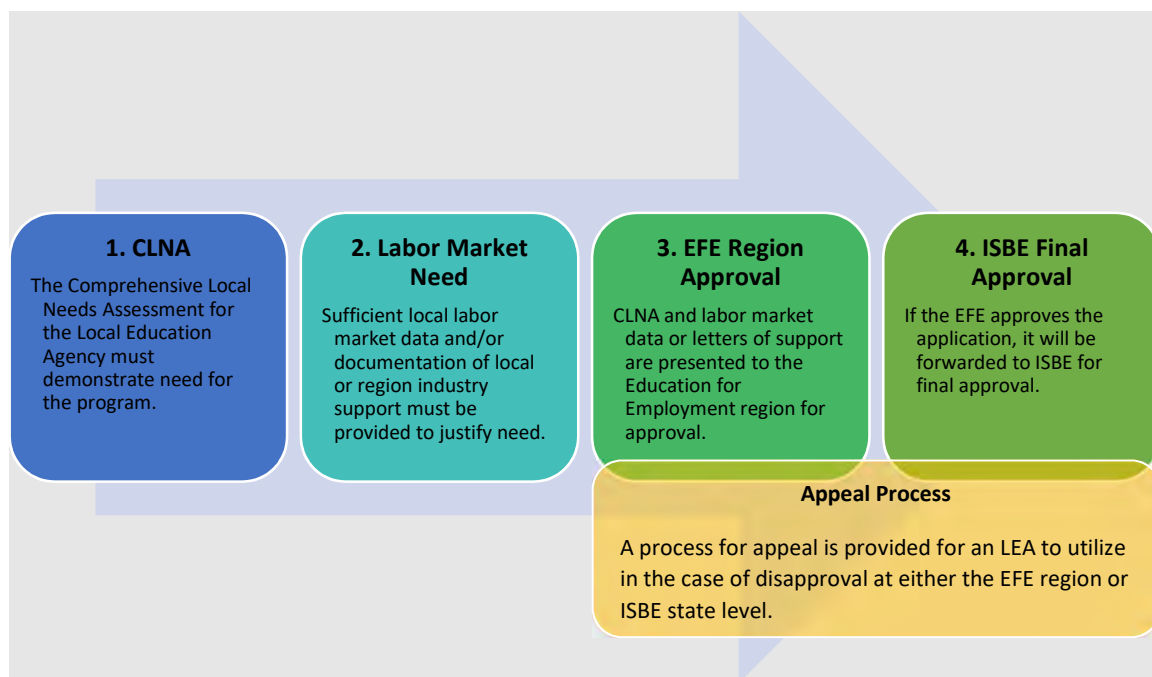 1. CLNA
The Comprehensive Local
Needs Assessment for
the Local Education
Agency must
demonstrate need for
the program.
2. Labor Market
Need
Sufficient local labor
market data and/or
documentation of local
or region industry
support must be
provided to justify need.
3. EFE Region
Approval
CLNA and labor market
data or letters of support
are presented to the
Education for
Employment region for
approval.
4. ISBE Final
Approval
If the EFE approves the
application, it will be
forwarded to ISBE for
final approval.
Appeal Process
A process for appeal is provided for an LEA to utilize
in the case of disapproval at either the EFE region or
ISBE state level.